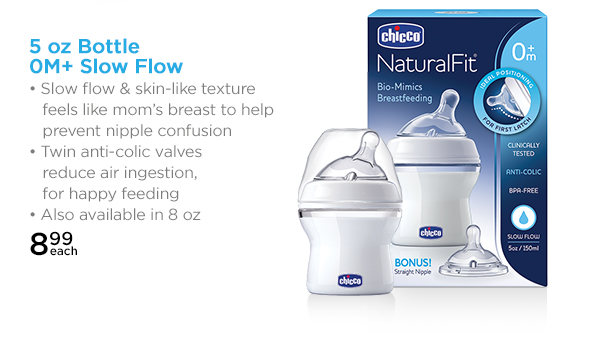 5 oz Bottle
0M+ Slow Flow
• Slow flow & skin-like texture
feels like mom's breast to help
prevent nipple confusion
• Twin anti-colic valves
reduce air ingestion,
for happy feeding
• Also available in 8 oz
8 99
each
chicco
NaturalFit®
0+
m
Bio-Mimics
Breastfeeding
IDEAL POSITIONING
FOR FIRST LATCH
CLINICALLY
TESTED
ANTI-COLIC
BPA-FREE
SLOW FLOW
5oz / 150ml
BONUS!
Straight Nipple
chicco
chicco